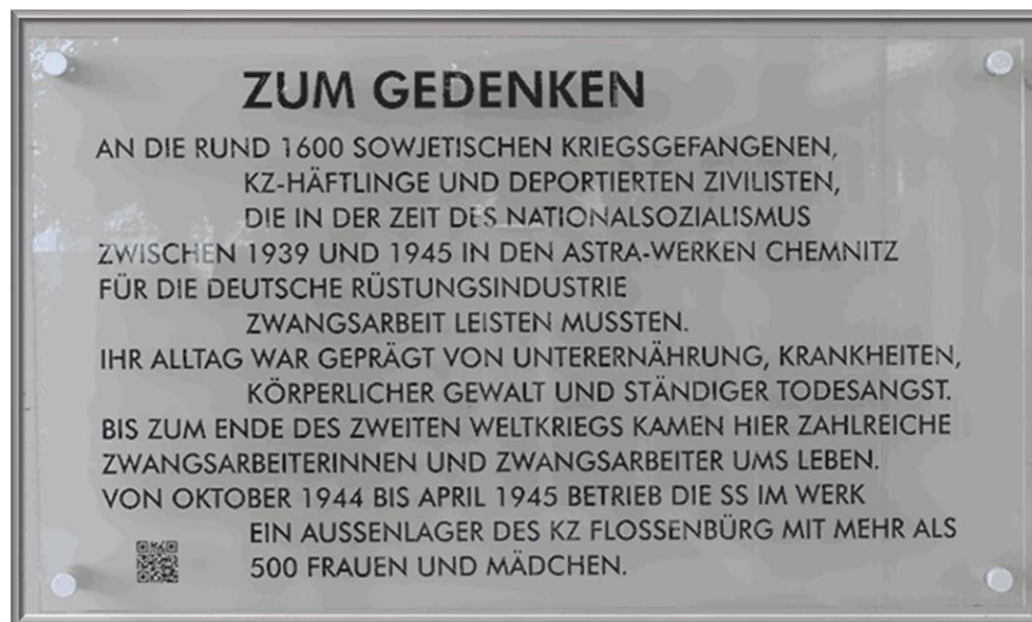 ZUM GEDENKEN
AN DIE RUND 1600 SOWJETISCHEN KRIEGSGEFANGENEN,
KZ-HÄFTLINGE UND DEPORTIERTEN ZIVILISTEN,
DIE IN DER ZEIT DES NATIONALSOZIALISMUS
ZWISCHEN 1939 UND 1945 IN DEN ASTRA-WERKEN CHEMNITZ
FÜR DIE DEUTSCHE RÜSTUNGSINDUSTRIE
ZWANGSARBEIT LEISTEN MUSSTEN.
IHR ALLTAG WAR GEPRÄGT VON UNTERERNÄHRUNG, KRANKHEITEN,
KÖRPERLICHER GEWALT UND STÄNDIGER TODESANGST.
BIS ZUM ENDE DES ZWEITEN WELTKRIEGS KAMEN HIER ZAHLREICHE
ZWANGSARBEITERINNEN UND ZWANGSARBEITER UMS LEBEN.
VON OKTOBER 1944 BIS APRIL 1945 BETRIEB DIE SS IM WERK
EIN AUSSENLAGER DES KZ FLOSSENBÜRG MIT MEHR ALS
500 FRAUEN UND MÄDCHEN.